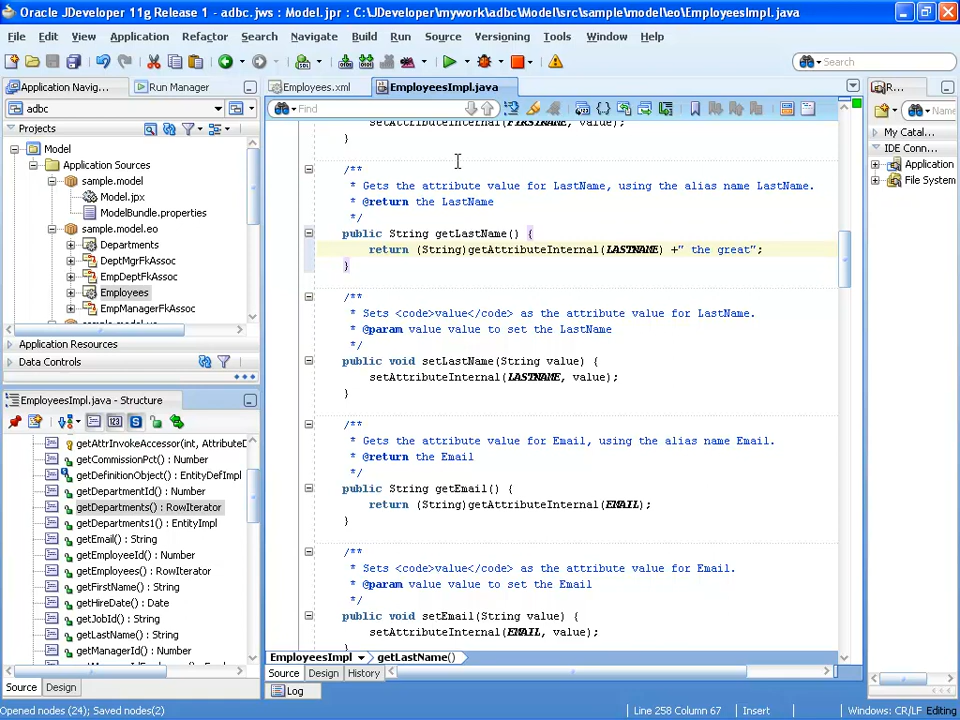 Oracle JDeveloper 11g Release 1 - adbc.jws : Model.jpr : C:\JDeveloper\mywork\adbc\Model\src\sample\model\eo\EmployeesImpl.java
File Edit View Application Refactor Search Navigate Build Run Source Versioning Tools Window Help
Search
Application Navig...
Run Manager
adbc
Projects
Model
Application Sources
sample.model
Model.jpx
ModelBundle.properties
sample.model.eo
Departments
DeptMgrFkAssoc
EmpDeptFkAssoc
Employees
EmpManagerFkAssoc
Application Resources
Data Controls
EmployeesImpl.java - Structure
getCommissionPct() : Number
getDefinitionObject() : EntityDefImpl
getDepartmentId() : Number
getDepartments() : RowIterator
getDepartments1() : EntityImpl
getEmail() : String
getEmployeeId() : Number
getEmployees() : RowIterator
getFirstName() : String
getHireDate() : Date
getJobId() : String
getLastName() : String
getManagerId() : Number
Source Design
Employees.xml
EmployeesImpl.java
Find
setAttributeInternal(FIRSTNAME, value);
}
/**
* Gets the attribute value for LastName, using the alias name LastName.
* @return the LastName
*/
public String getLastName() {
return (String)getAttributeInternal(LASTNAME) +" the great";
}
/**
* Sets <code>value</code> as the attribute value for LastName.
* @param value value to set the LastName
*/
public void setLastName(String value) {
setAttributeInternal(LASTNAME, value);
}
/**
* Gets the attribute value for Email, using the alias name Email.
* @return the Email
*/
public String getEmail() {
return (String)getAttributeInternal(EMAIL);
}
/**
* Sets <code>value</code> as the attribute value for Email.
* @param value value to set the Email
*/
public void setEmail(String value) {
setAttributeInternal(EMAIL, value);
EmployeesImpl
getLastName()
Source Design History
Log
R...
Name
My Catal...
IDE Conn...
Application
File System
Opened nodes (24); Saved nodes(2)
Line 258 Column 67
Insert
Windows: CR/LF
Editing